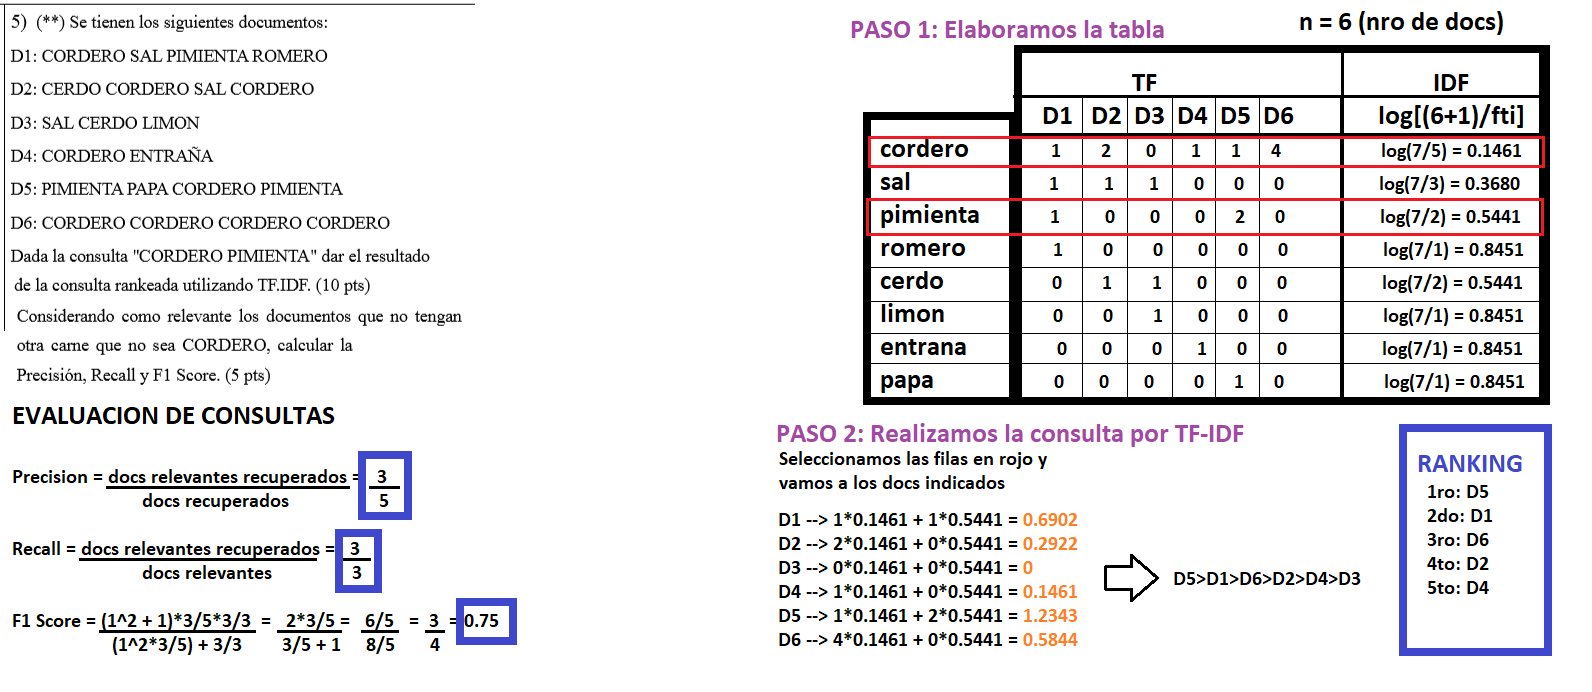 5) (**) Se tienen los siguientes documentos:
D1: CORDERO SAL PIMIENTA ROMERO
D2: CERDO CORDERO SAL CORDERO
D3: SAL CERDO LIMON
D4: CORDERO ENTRAÑA
D5: PIMIENTA PAPA CORDERO PIMIENTA
D6: CORDERO CORDERO CORDERO CORDERO
Dada la consulta "CORDERO PIMIENTA" dar el resultado
de la consulta rankeada utilizando TF.IDF. (10 pts)
Considerando como relevante los documentos que no tengan
otra carne que no sea CORDERO, calcular la
Precisión, Recall y F1 Score. (5 pts)
EVALUACION DE CONSULTAS
Precision = docs relevantes recuperados = 3
docs recuperados 5
Recall = docs relevantes recuperados = 3
docs relevantes 3
F1 Score = (1^2 + 1)*3/5*3/3 = 2*3/5 = 6/5 = 3 = 0.75
(1^2*3/5) + 3/3 3/5 + 1 8/5 4
PASO 1: Elaboramos la tabla
n = 6 (nro de docs)
TF IDF
D1 D2 D3 D4 D5 D6 log[(6+1)/fti]
cordero 1 2 0 1 1 4 log(7/5) = 0.1461
sal 1 1 1 0 0 0 log(7/3) = 0.3680
pimienta 1 0 0 0 2 0 log(7/2) = 0.5441
romero 1 0 0 0 0 0 log(7/1) = 0.8451
cerdo 0 1 1 0 0 0 log(7/2) = 0.5441
limon 0 0 1 0 0 0 log(7/1) = 0.8451
entrana 0 0 0 1 0 0 log(7/1) = 0.8451
papa 0 0 0 0 1 0 log(7/1) = 0.8451
PASO 2: Realizamos la consulta por TF-IDF
Seleccionamos las filas en rojo y
vamos a los docs indicados
D1 --> 1*0.1461 + 1*0.5441 = 0.6902
D2 --> 2*0.1461 + 0*0.5441 = 0.2922
D3 --> 0*0.1461 + 0*0.5441 = 0
D4 --> 1*0.1461 + 0*0.5441 = 0.1461
D5 --> 1*0.1461 + 2*0.5441 = 1.2343
D6 --> 4*0.1461 + 0*0.5441 = 0.5844
D5>D1>D6>D2>D4>D3
RANKING
1ro: D5
2do: D1
3ro: D6
4to: D2
5to: D4